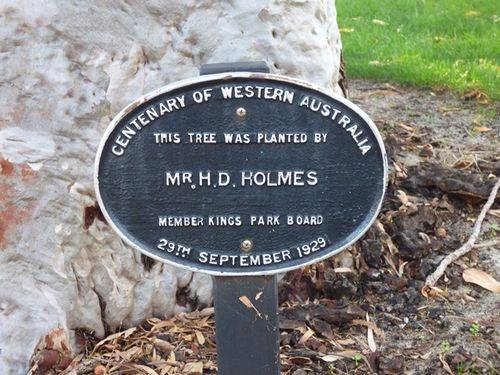 CENTENARY OF WESTERN AUSTRALIA
THIS TREE WAS PLANTED BY
MR. H. D. HOLMES
MEMBER KINGS PARK BOARD
29TH SEPTEMBER 1929